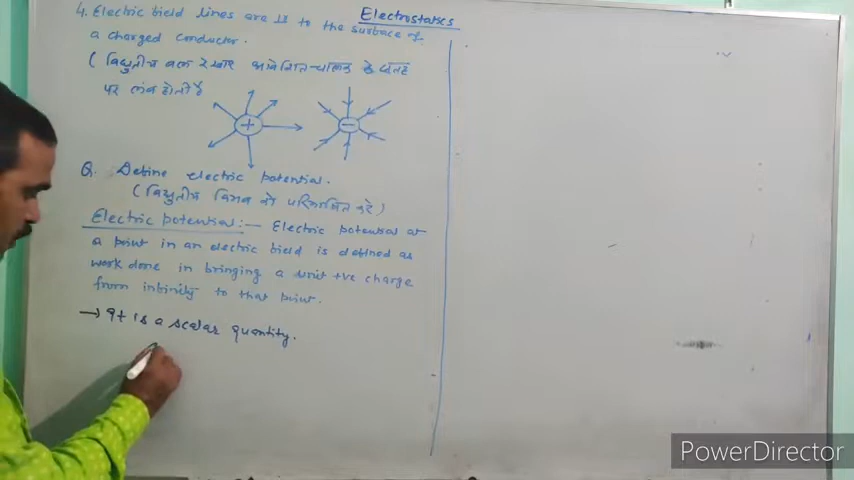 Electrostatics
4. Electric field lines are ⊥s to the surface of
a charged conductor.
( विद्युतीय बल रेखाएं आवेशित चालक के सतह
पर लंब होती है
+
−
Q. Define electric potential.
( विद्युतीय विभव को परिभाषित करें )
Electric potential :— Electric potential at
a point in an electric field is defined as
work done in bringing a unit +ve charge
from infinity to that point.
→ It is a scalar quantity.
PowerDirector